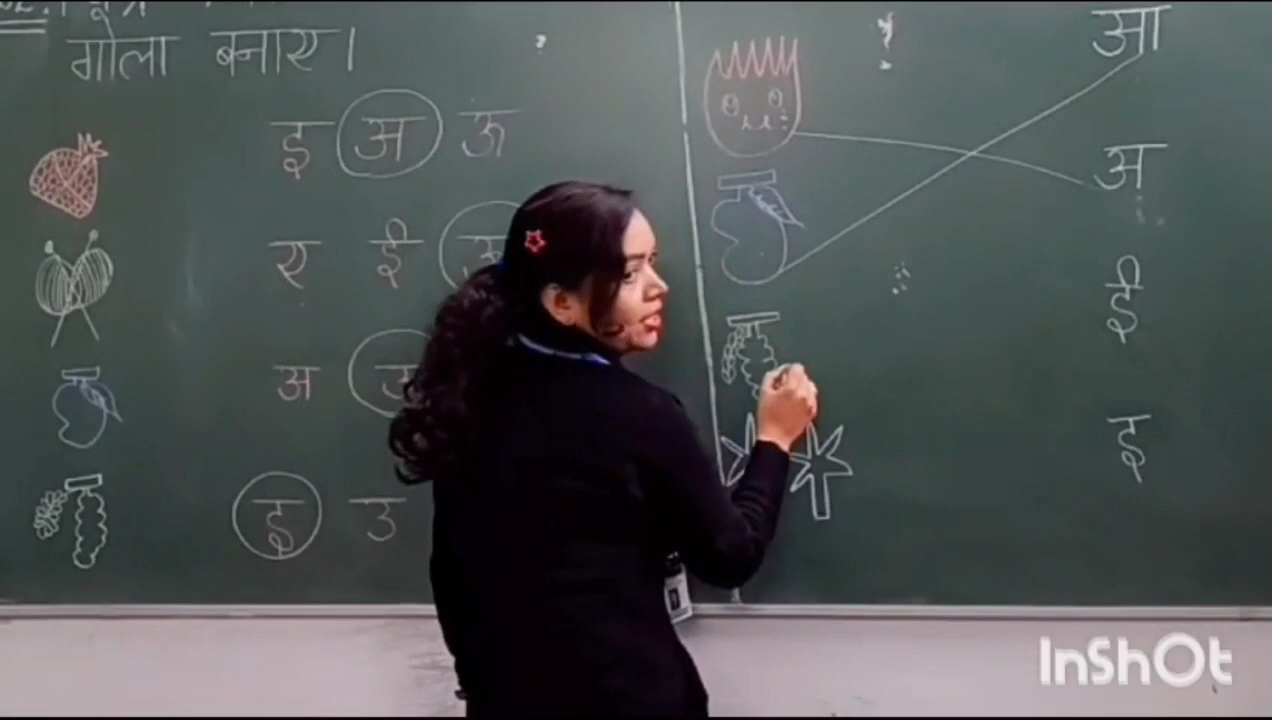 गोला बनाए।
इ अ ऊ
ए ई
अ
इ उ
आ
अ
ई
इ
InShOt